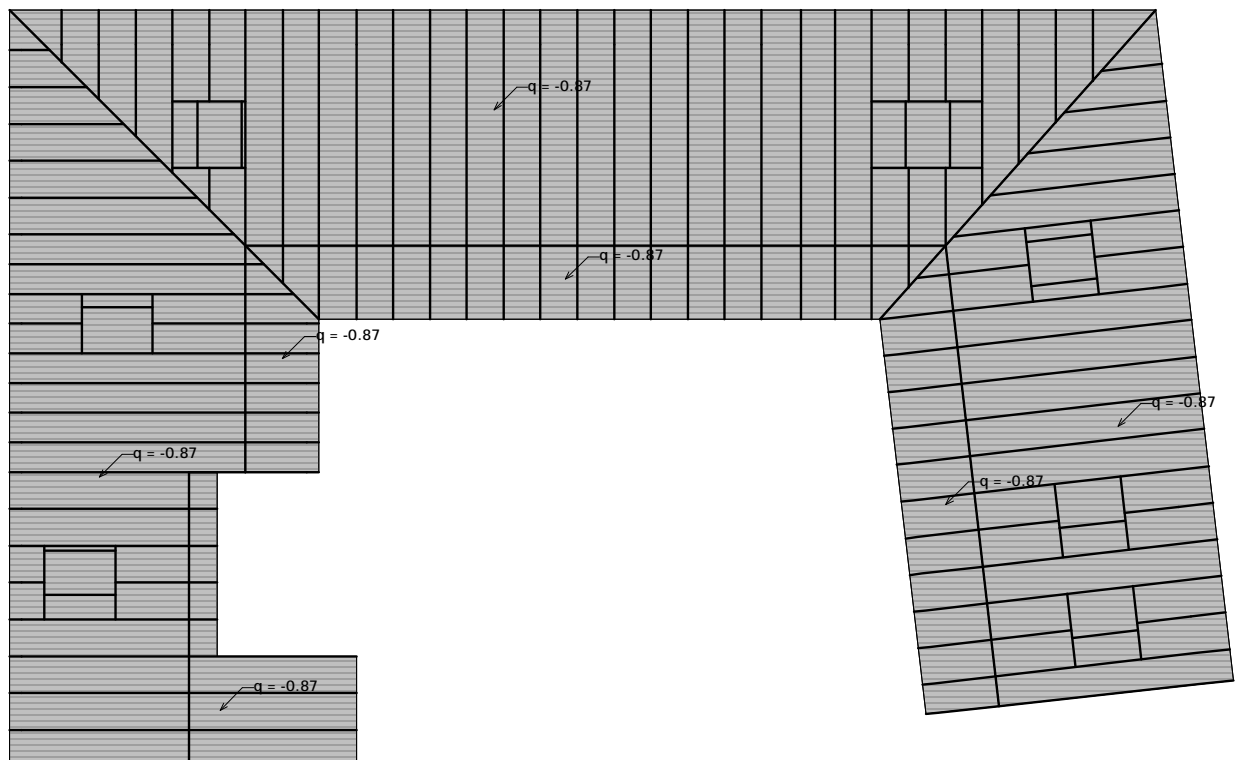 q = -0.87
q = -0.87
q = -0.87
q = -0.87
q = -0.87
q = -0.87
q = -0.87